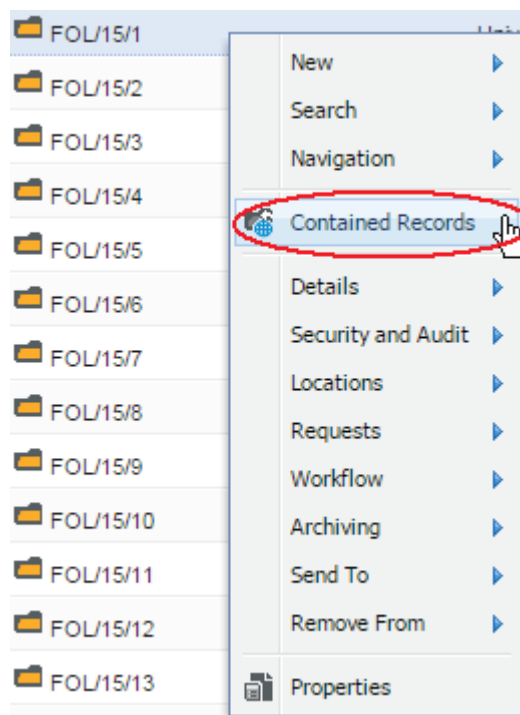 FOL/15/1
FOL/15/2
FOL/15/3
FOL/15/4
FOL/15/5
FOL/15/6
FOL/15/7
FOL/15/8
FOL/15/9
FOL/15/10
FOL/15/11
FOL/15/12
FOL/15/13
New
Search
Navigation
Contained Records
Details
Security and Audit
Locations
Requests
Workflow
Archiving
Send To
Remove From
Properties